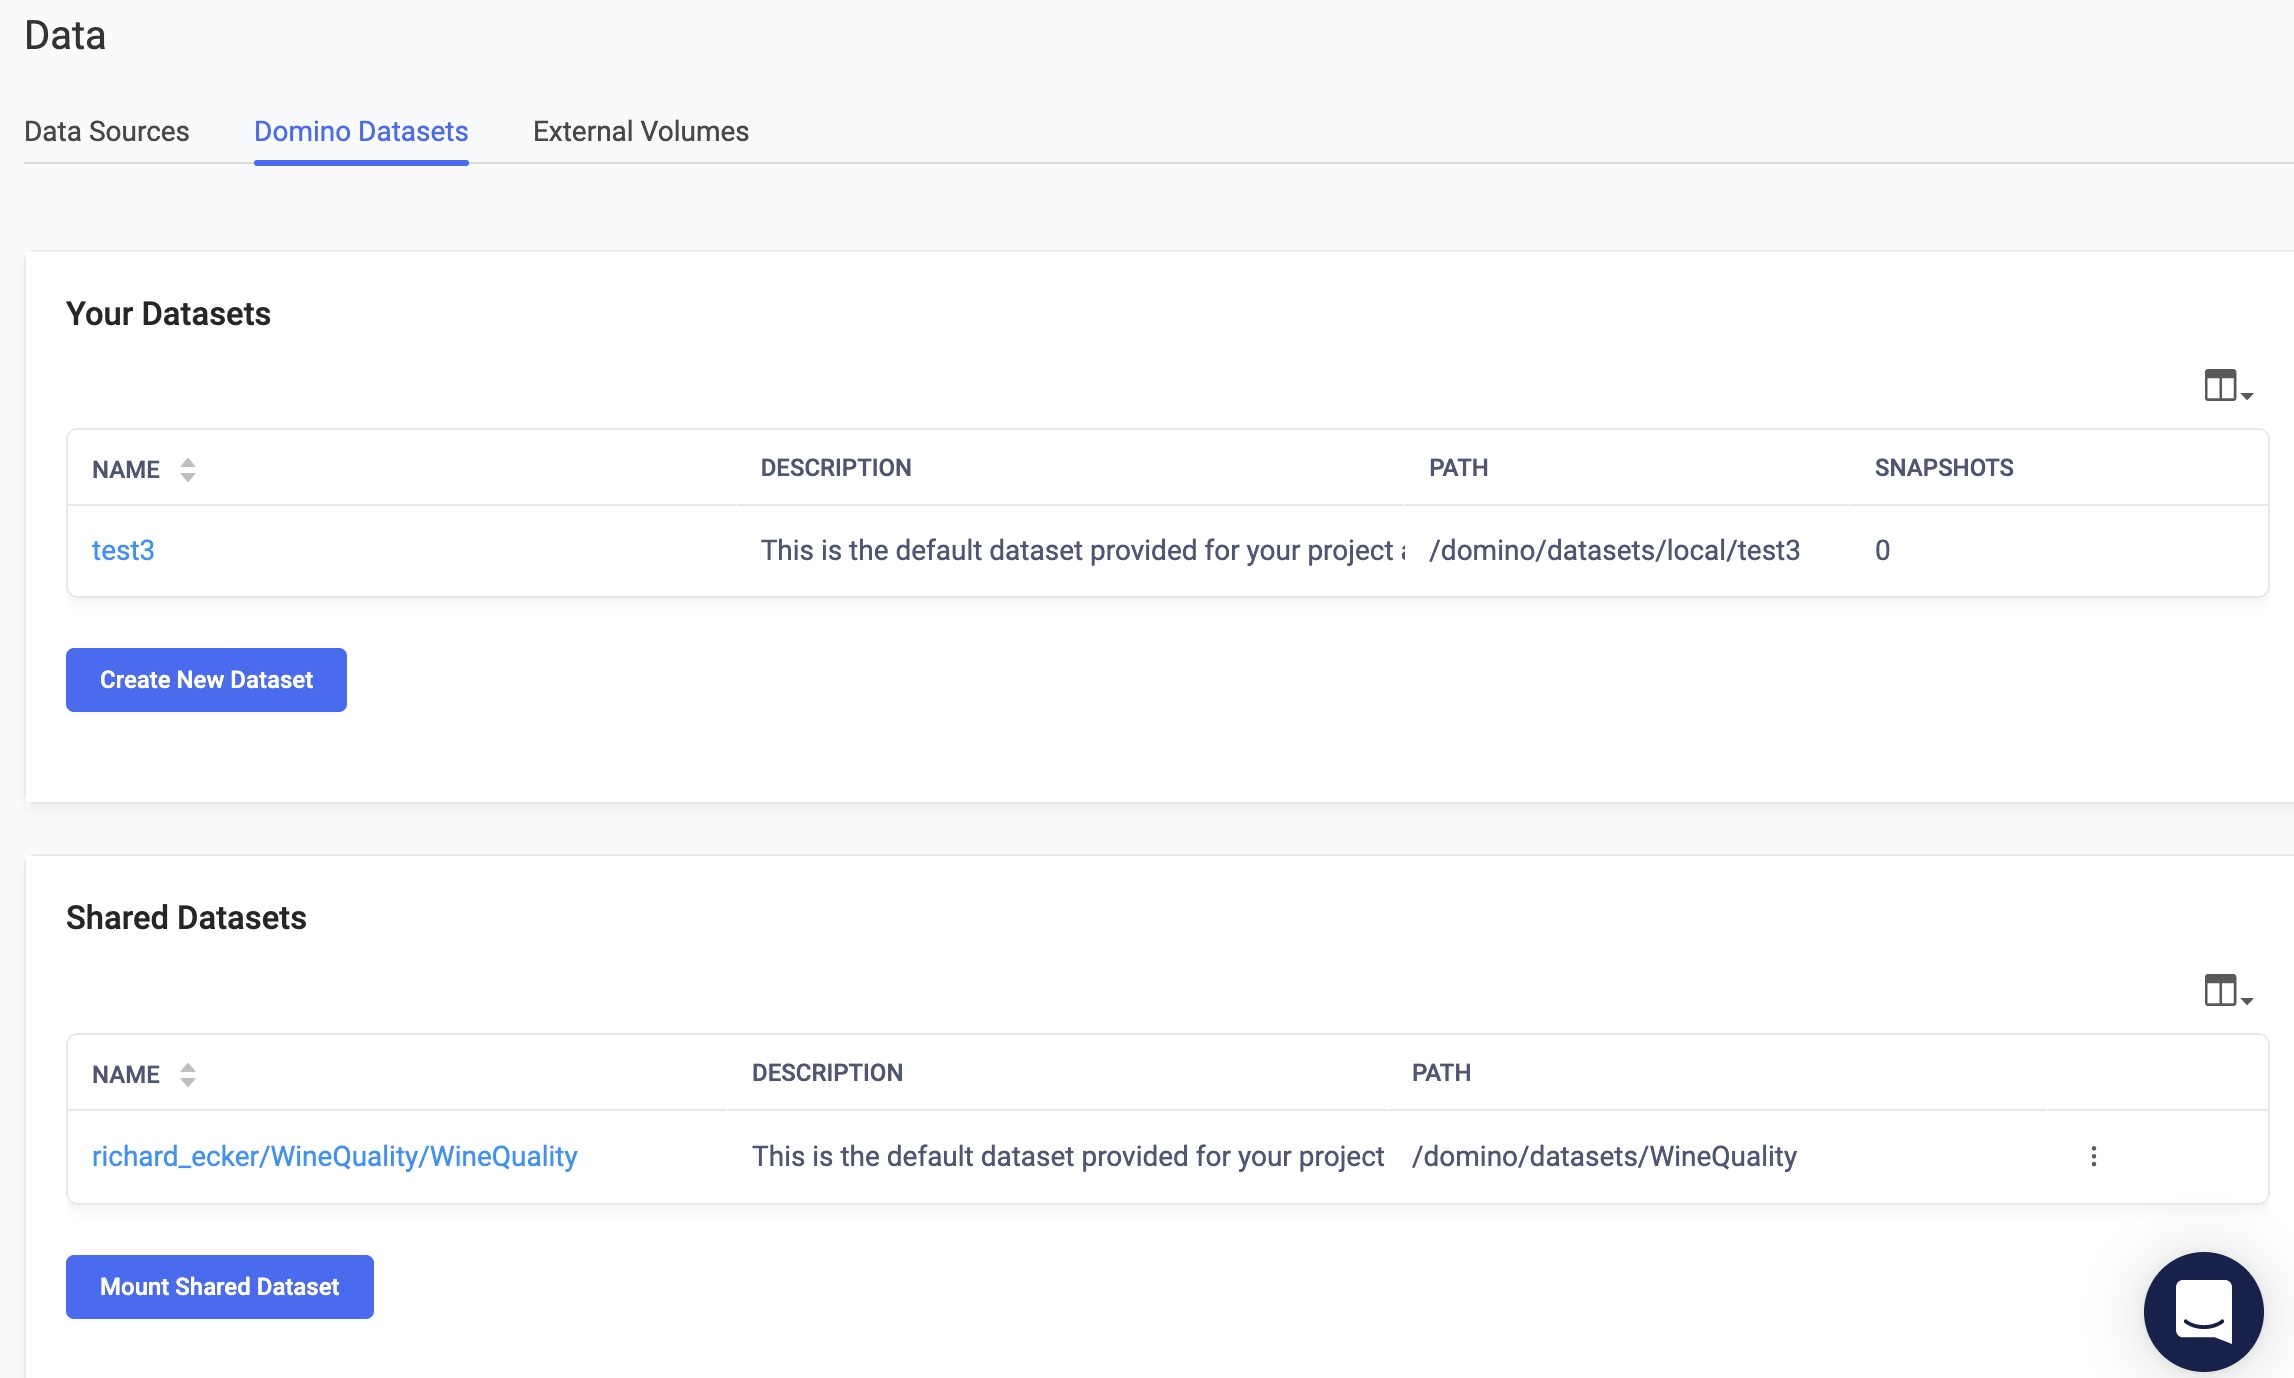 Data
Data Sources Domino Datasets External Volumes
Your Datasets
NAME DESCRIPTION PATH SNAPSHOTS
test3 This is the default dataset provided for your project /domino/datasets/local/test3 0
Create New Dataset
Shared Datasets
NAME DESCRIPTION PATH
richard_ecker/WineQuality/WineQuality This is the default dataset provided for your project /domino/datasets/WineQuality
Mount Shared Dataset